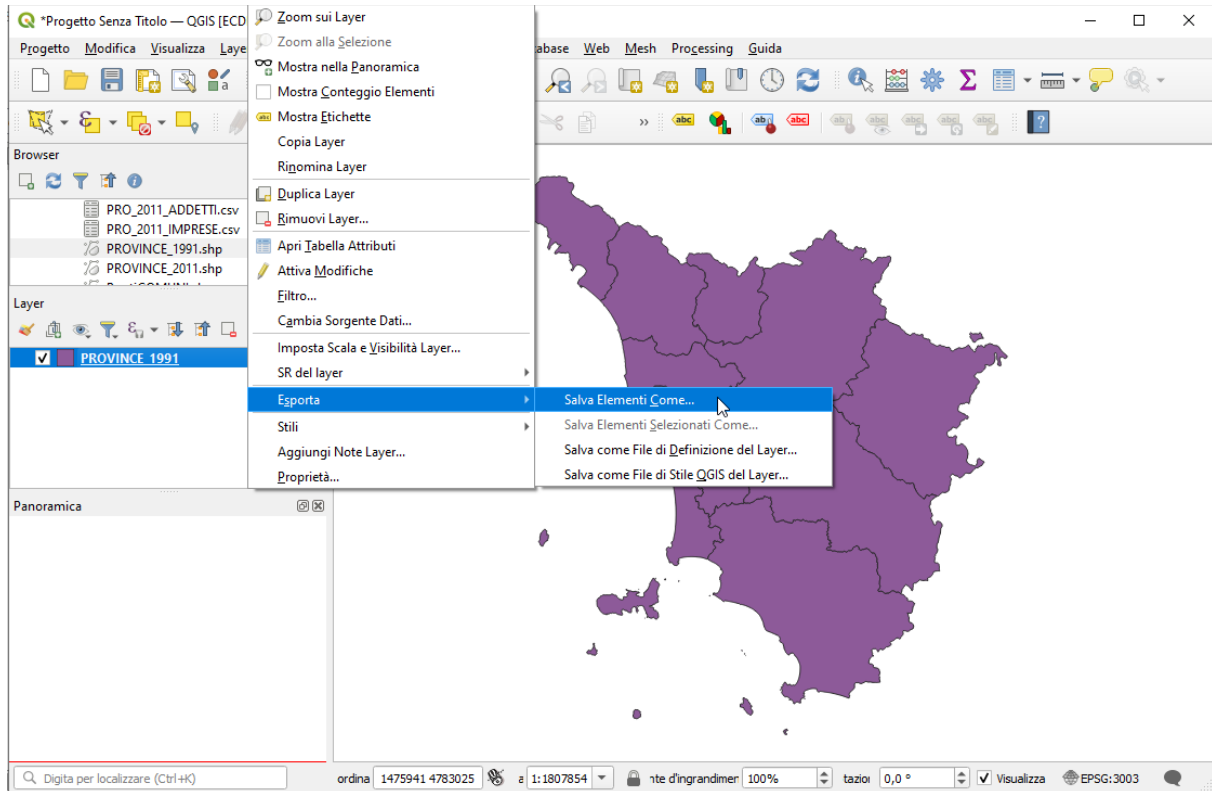 *Progetto Senza Titolo — QGIS [ECD
Progetto Modifica Visualizza Laye
abase Web Mesh Processing Guida
Zoom sui Layer
Zoom alla Selezione
Mostra nella Panoramica
Mostra Conteggio Elementi
Mostra Etichette
Copia Layer
Rinomina Layer
Duplica Layer
Rimuovi Layer...
Apri Tabella Attributi
Attiva Modifiche
Filtro...
Cambia Sorgente Dati...
Imposta Scala e Visibilità Layer...
SR del layer
Esporta
Stili
Aggiungi Note Layer...
Proprietà...
Salva Elementi Come...
Salva Elementi Selezionati Come...
Salva come File di Definizione del Layer...
Salva come File di Stile QGIS del Layer...
Browser
PRO_2011_ADDETTI.csv
PRO_2011_IMPRESE.csv
PROVINCE_1991.shp
PROVINCE_2011.shp
Layer
PROVINCE_1991
Panoramica
Digita per localizzare (Ctrl+K)
ordina 1475941 4783025 a 1:1807854 nte d'ingrandimer 100% tazior 0,0 ° Visualizza EPSG:3003